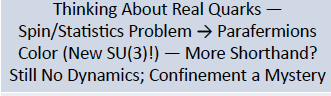 Thinking About Real Quarks —
Spin/Statistics Problem → Parafermions
Color (New SU(3)!) — More Shorthand?
Still No Dynamics; Confinement a Mystery